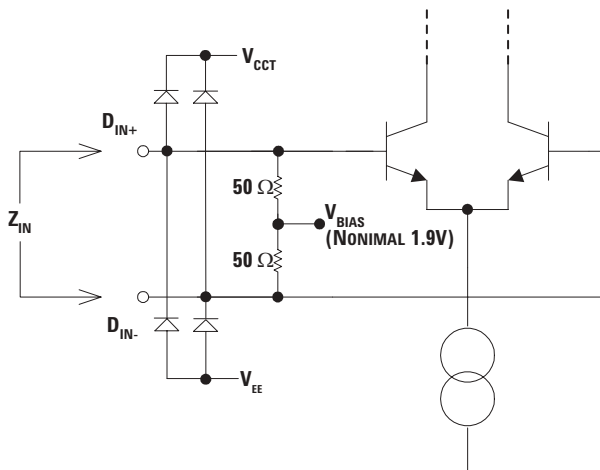 V_CCT
D_IN+
50 Ω
Z_IN
V_BIAS
(NONIMAL 1.9V)
50 Ω
D_IN-
V_EE